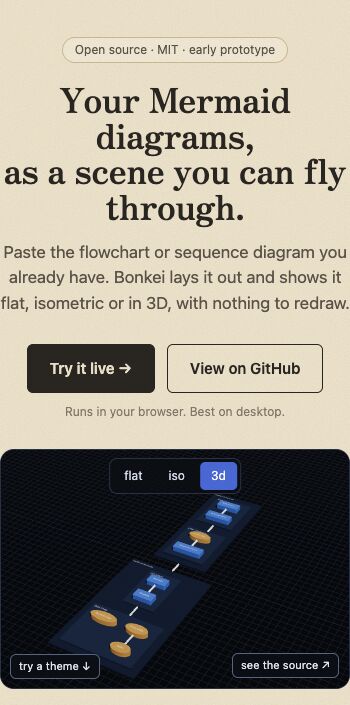 Open source · MIT · early prototype
Your Mermaid
diagrams,
as a scene you can fly
through.
Paste the flowchart or sequence diagram you
already have. Bonkei lays it out and shows it
flat, isometric or in 3D, with nothing to redraw.
Try it live →
View on GitHub
Runs in your browser. Best on desktop.
flat
iso
3d
try a theme ↓
see the source ↗